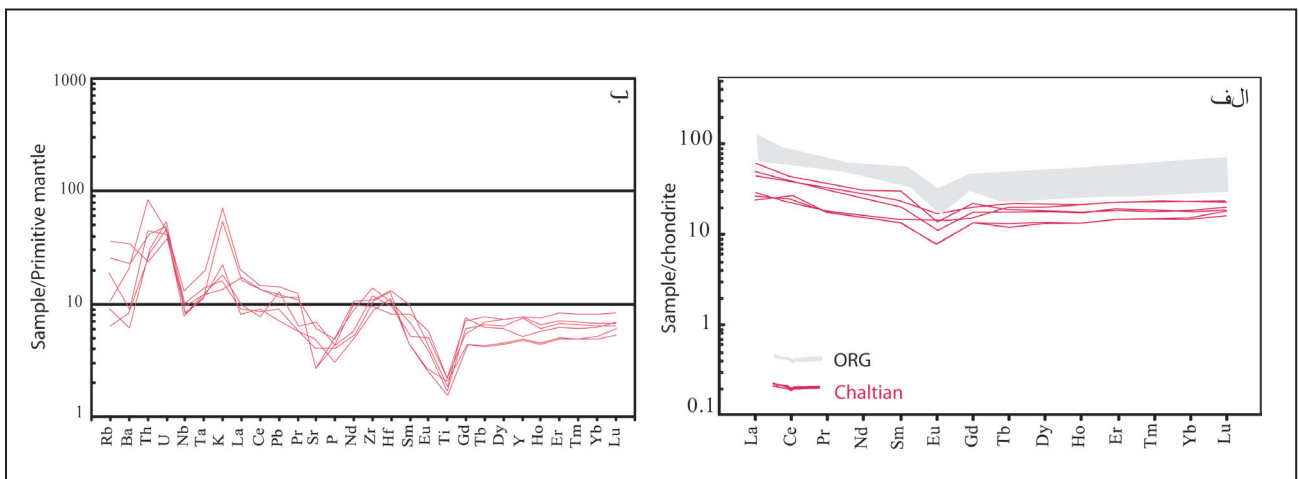 1000
100
10
1
Sample/Primitive mantle
Rb Ba Th U Nb Ta K La Ce Pb Pr Sr P Nd Zr Hf Sm Eu Ti Gd Tb Dy Y Ho Er Tm Yb Lu
ب
الف
100
10
1
0.1
Sample/chondrite
ORG
Chaltian
La Ce Pr Nd Sm Eu Gd Tb Dy Ho Er Tm Yb Lu